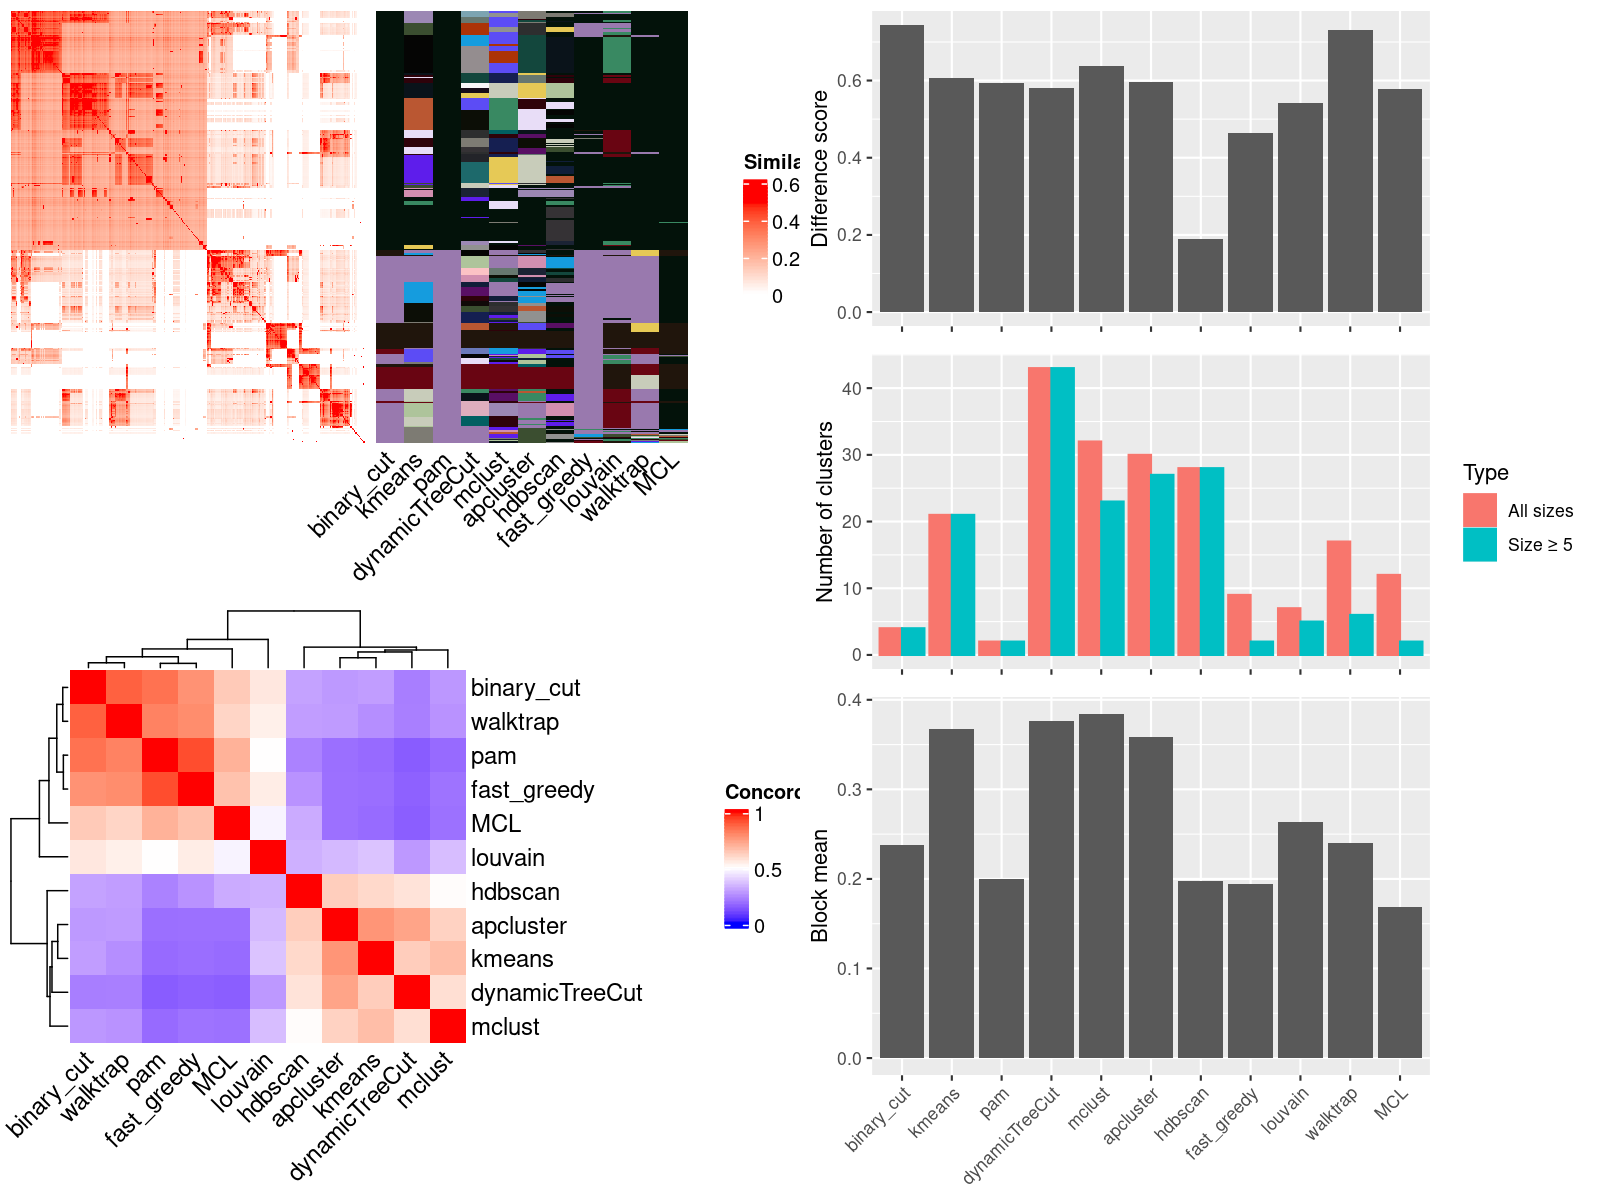 Simila
0.6
0.4
0.2
0
binary_cut
kmeans
pam
dynamicTreeCut
mclust
apcluster
hdbscan
fast_greedy
louvain
walktrap
MCL
binary_cut
walktrap
pam
fast_greedy
MCL
louvain
hdbscan
apcluster
kmeans
dynamicTreeCut
mclust
binary_cut
walktrap
pam
fast_greedy
MCL
louvain
hdbscan
apcluster
kmeans
dynamicTreeCut
mclust
Concord
1
0.5
0
Difference score
0.6
0.4
0.2
0.0
Number of clusters
40
30
20
10
0
Type
All sizes
Size ≥ 5
Block mean
0.4
0.3
0.2
0.1
0.0
binary_cut
kmeans
pam
dynamicTreeCut
mclust
apcluster
hdbscan
fast_greedy
louvain
walktrap
MCL